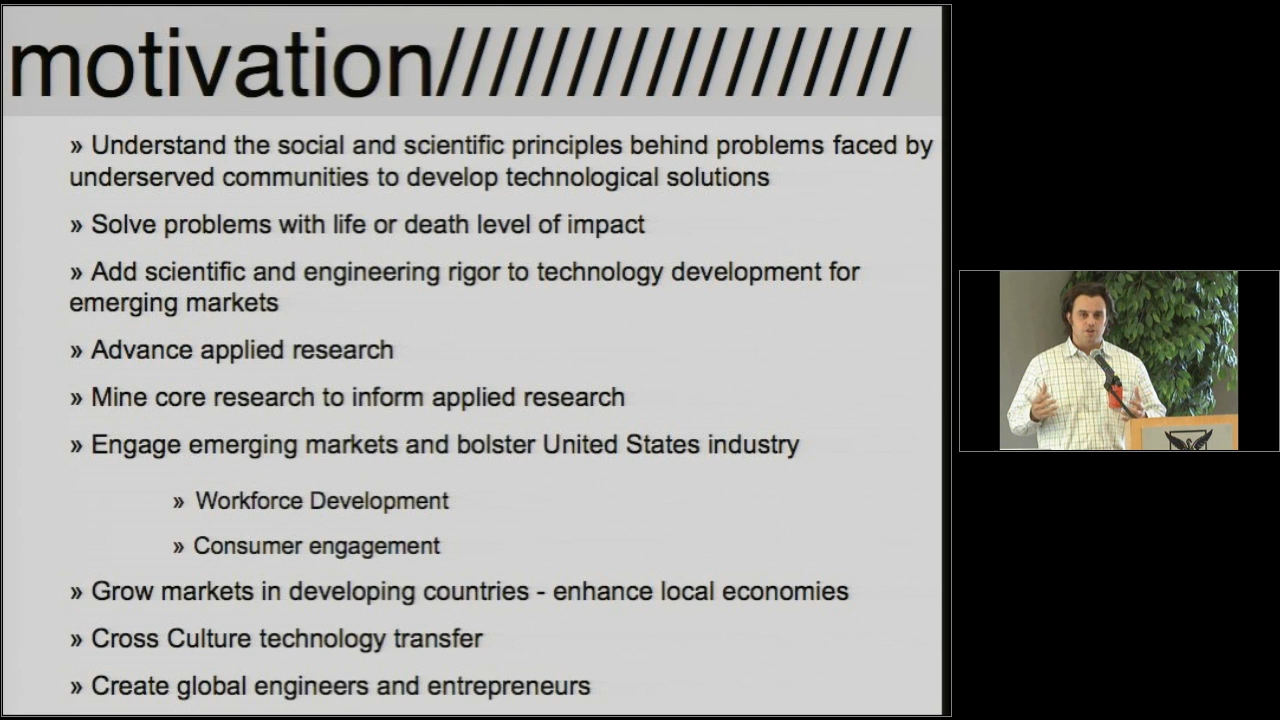 motivation//////////////////
» Understand the social and scientific principles behind problems faced by
underserved communities to develop technological solutions
» Solve problems with life or death level of impact
» Add scientific and engineering rigor to technology development for
emerging markets
» Advance applied research
» Mine core research to inform applied research
» Engage emerging markets and bolster United States industry
» Workforce Development
» Consumer engagement
» Grow markets in developing countries - enhance local economies
» Cross Culture technology transfer
» Create global engineers and entrepreneurs